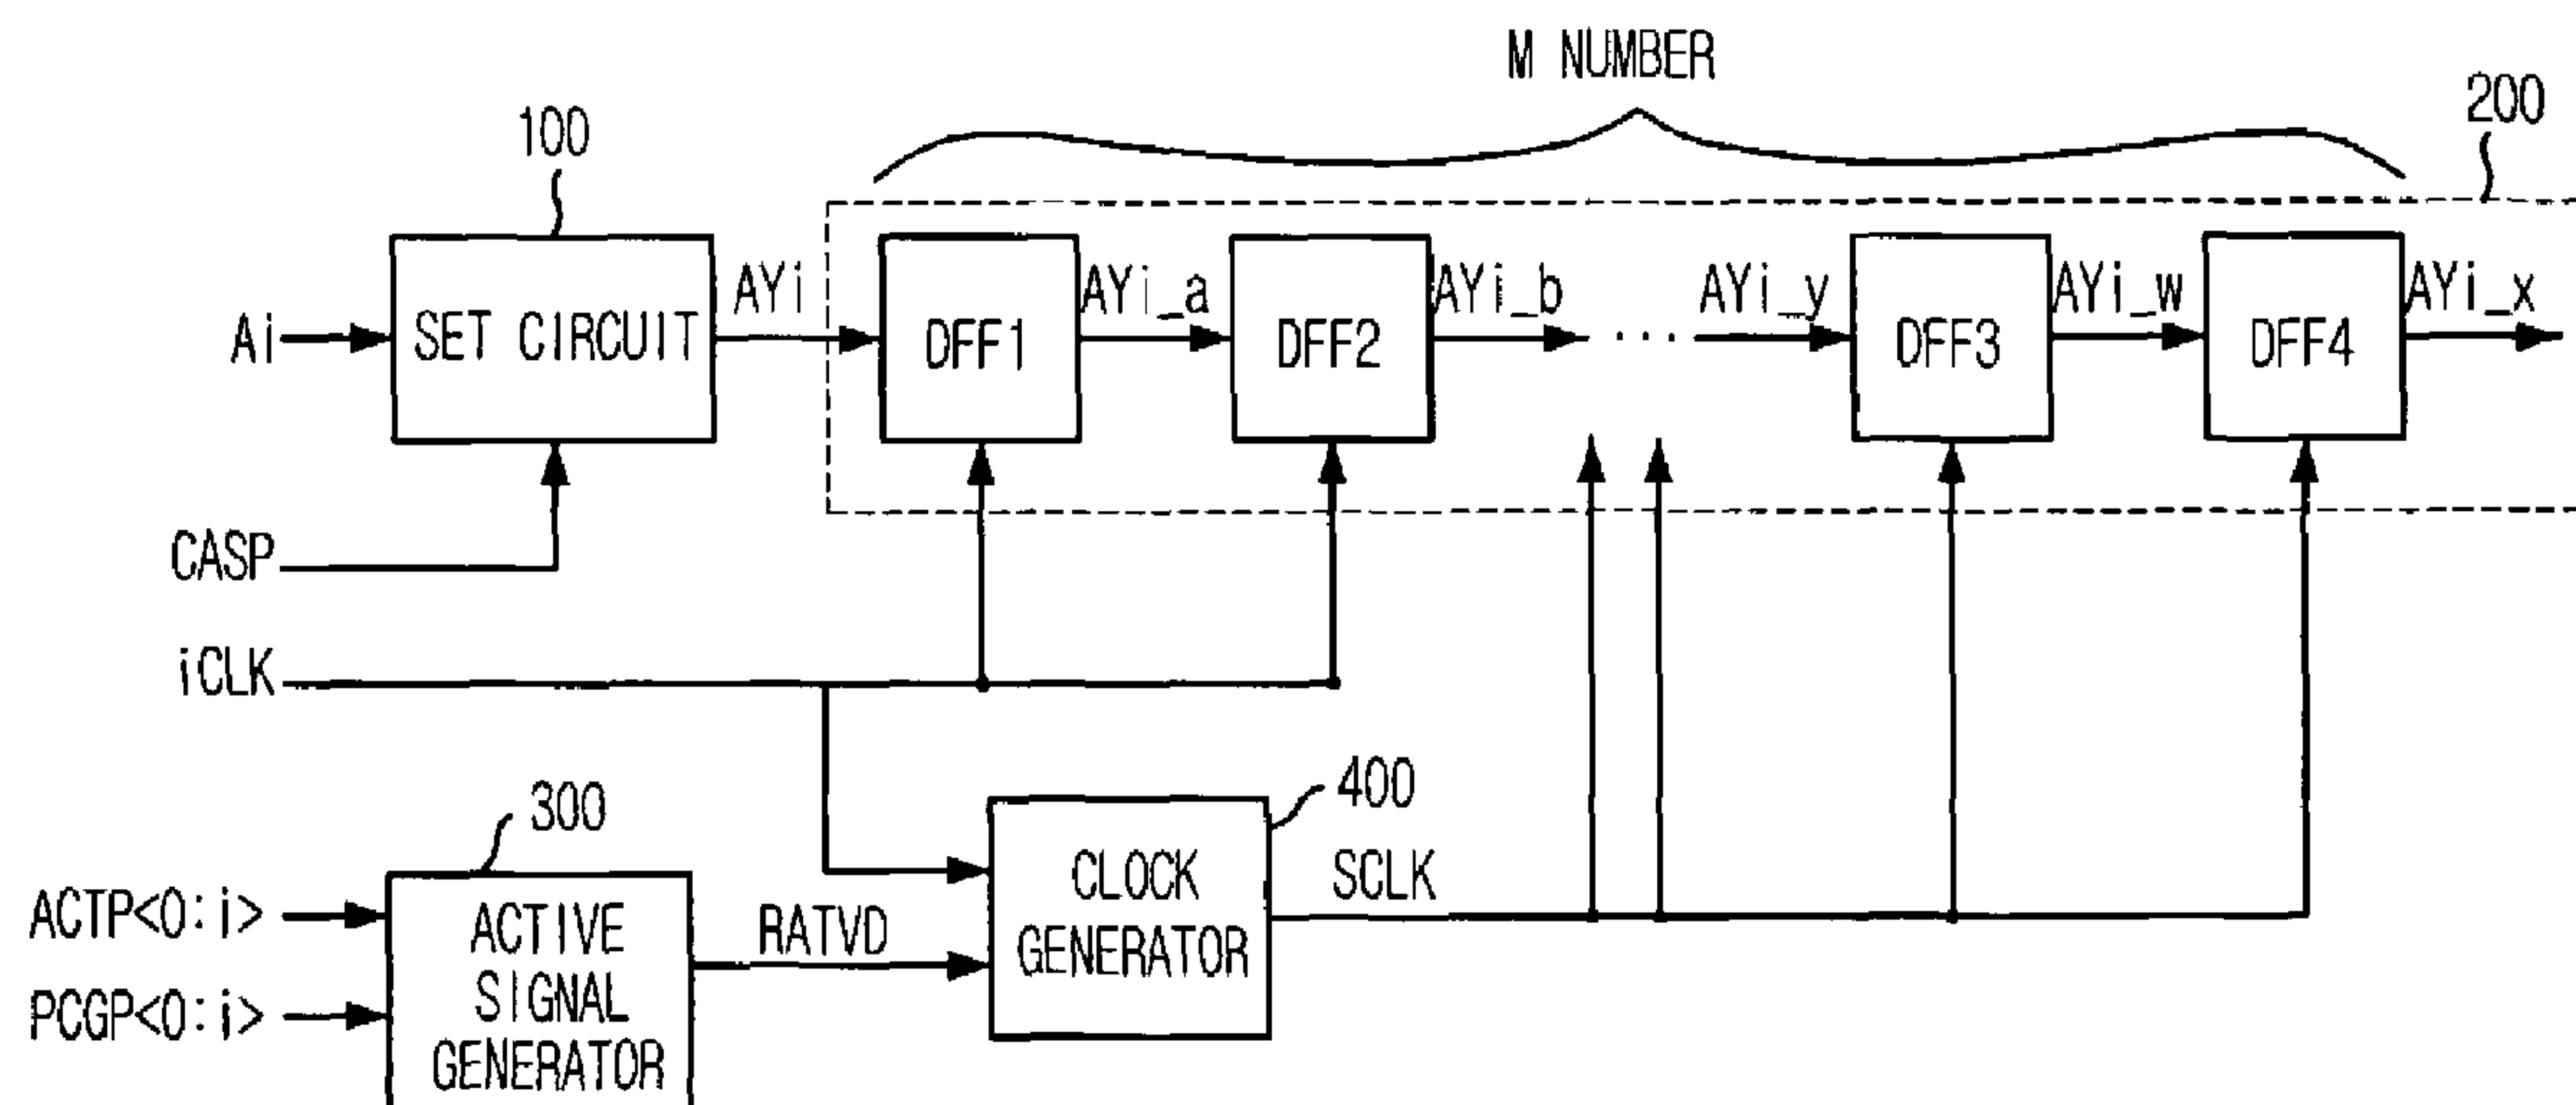 M NUMBER
100
200
Ai
SET CIRCUIT
AYi
DFF1
AYi_a
DFF2
AYi_b
...
AYi_y
DFF3
AYi_w
DFF4
AYi_x
CASP
iCLK
300
400
ACTP<0:i>
PCGP<0:i>
ACTIVE
SIGNAL
GENERATOR
RATVD
CLOCK
GENERATOR
SCLK